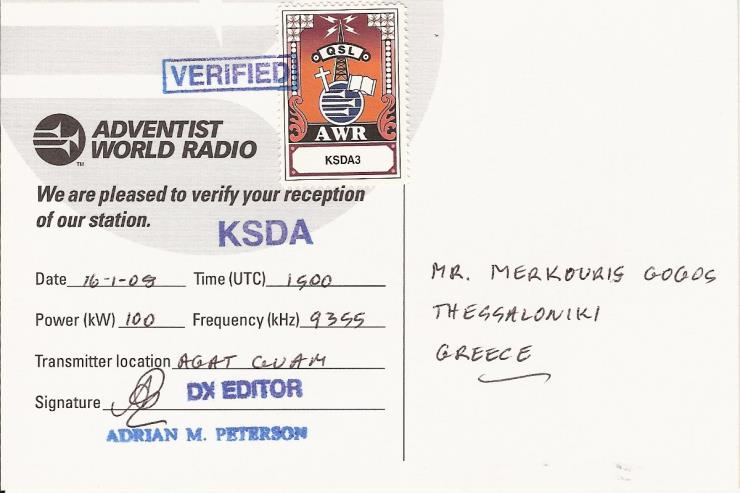 VERIFIED
QSL
AWR
KSDA3
ADVENTIST
WORLD RADIO
TM
We are pleased to verify your reception
of our station.
KSDA
Date 16-1-08 Time (UTC) 1500
Power (kW) 100 Frequency (kHz) 9355
Transmitter location AGAT GUAM
Signature
DX EDITOR
ADRIAN M. PETERSON
MR. MERKOURIS GOGOS
THESSALONIKI
GREECE